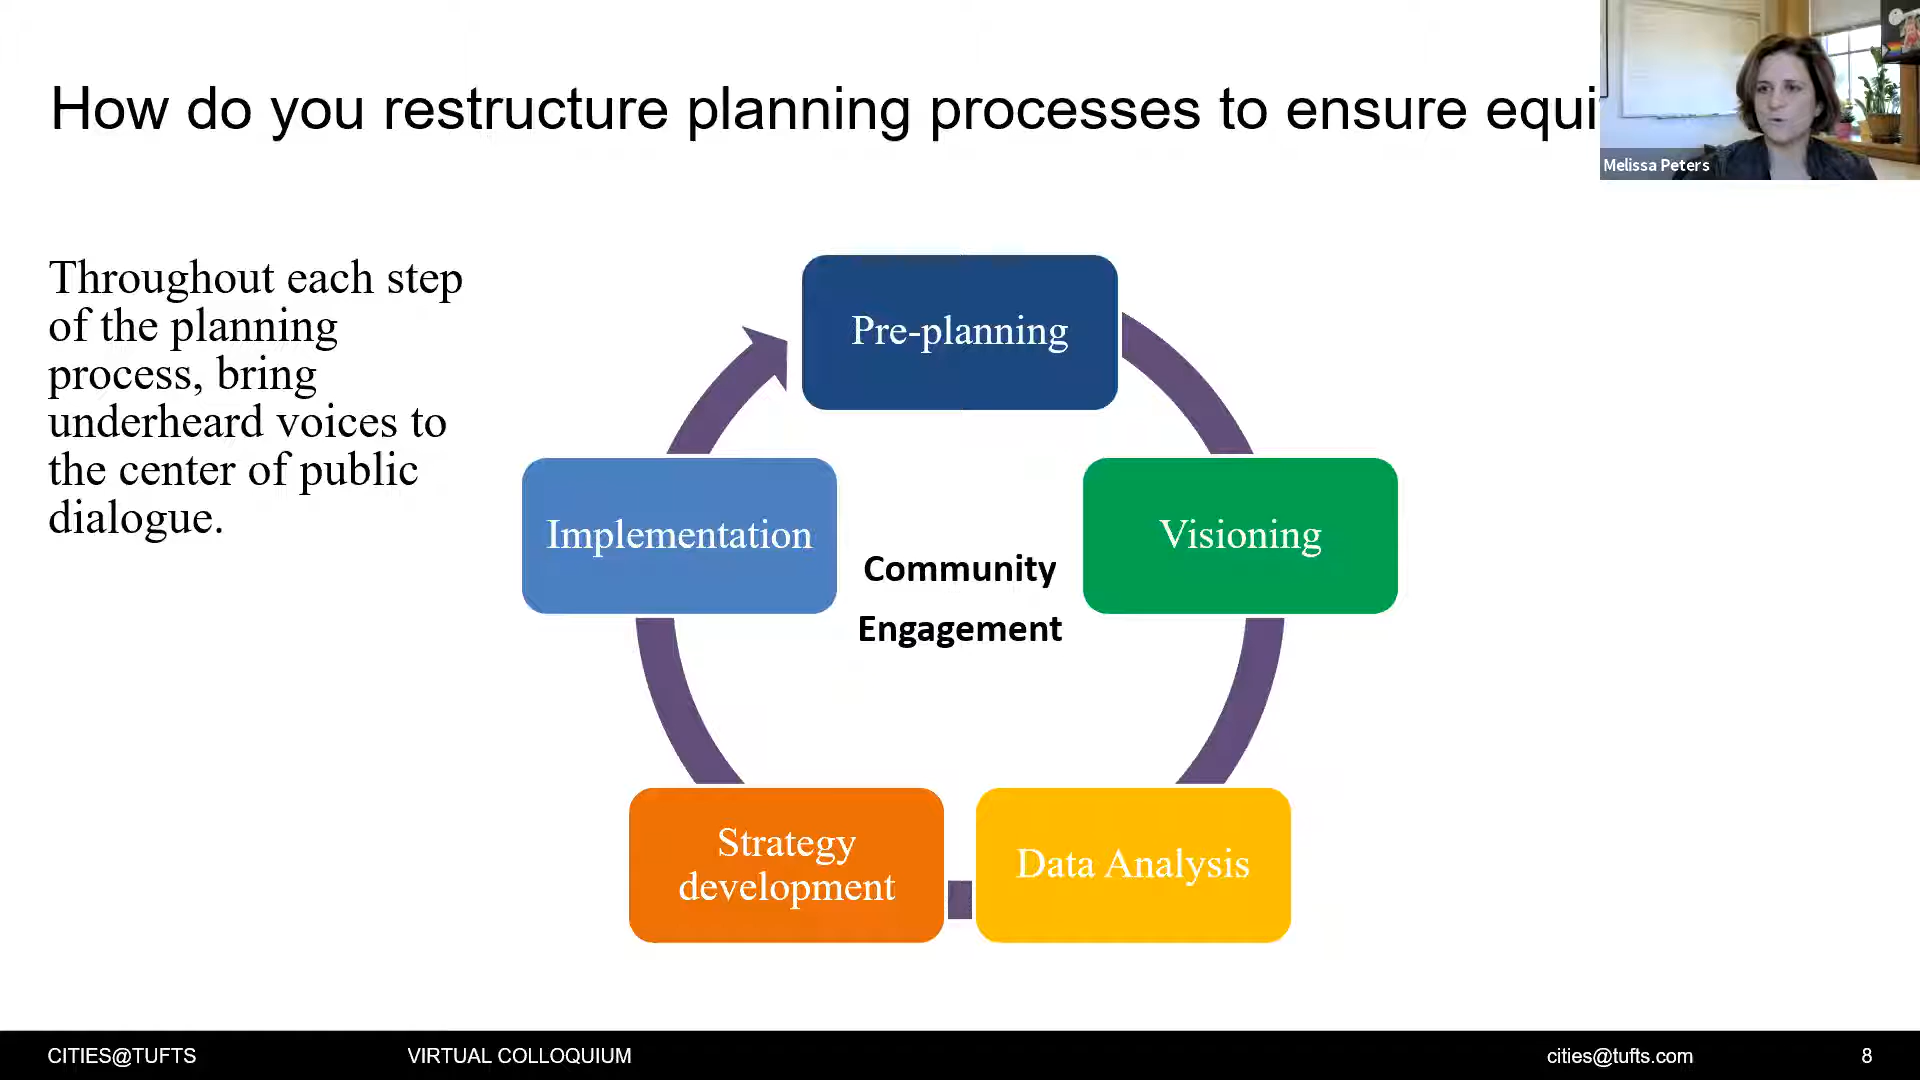 How do you restructure planning processes to ensure equi
Melissa Peters
Throughout each step
of the planning
process, bring
underheard voices to
the center of public
dialogue.
Pre-planning
Implementation
Visioning
Community
Engagement
Strategy
development
Data Analysis
CITIES@TUFTS
VIRTUAL COLLOQUIUM
cities@tufts.com
8